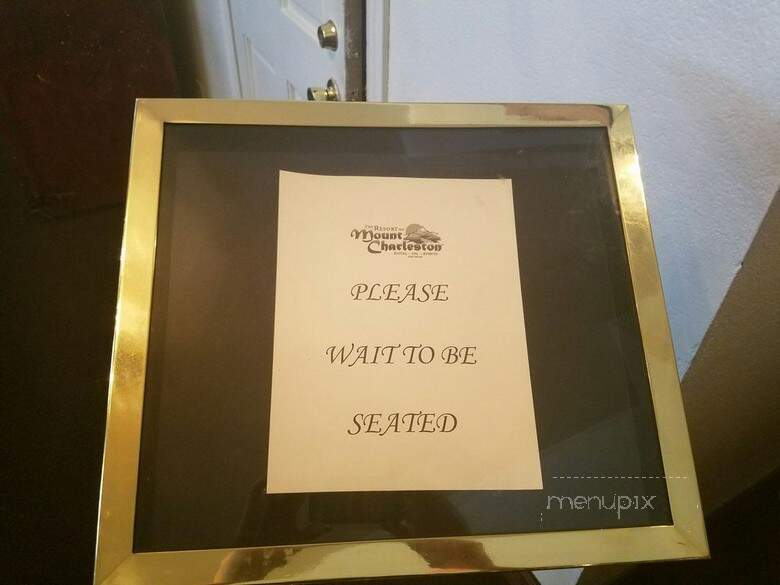 The RESORT on
Mount
Charleston
PLEASE
WAIT TO BE
SEATED
menupix